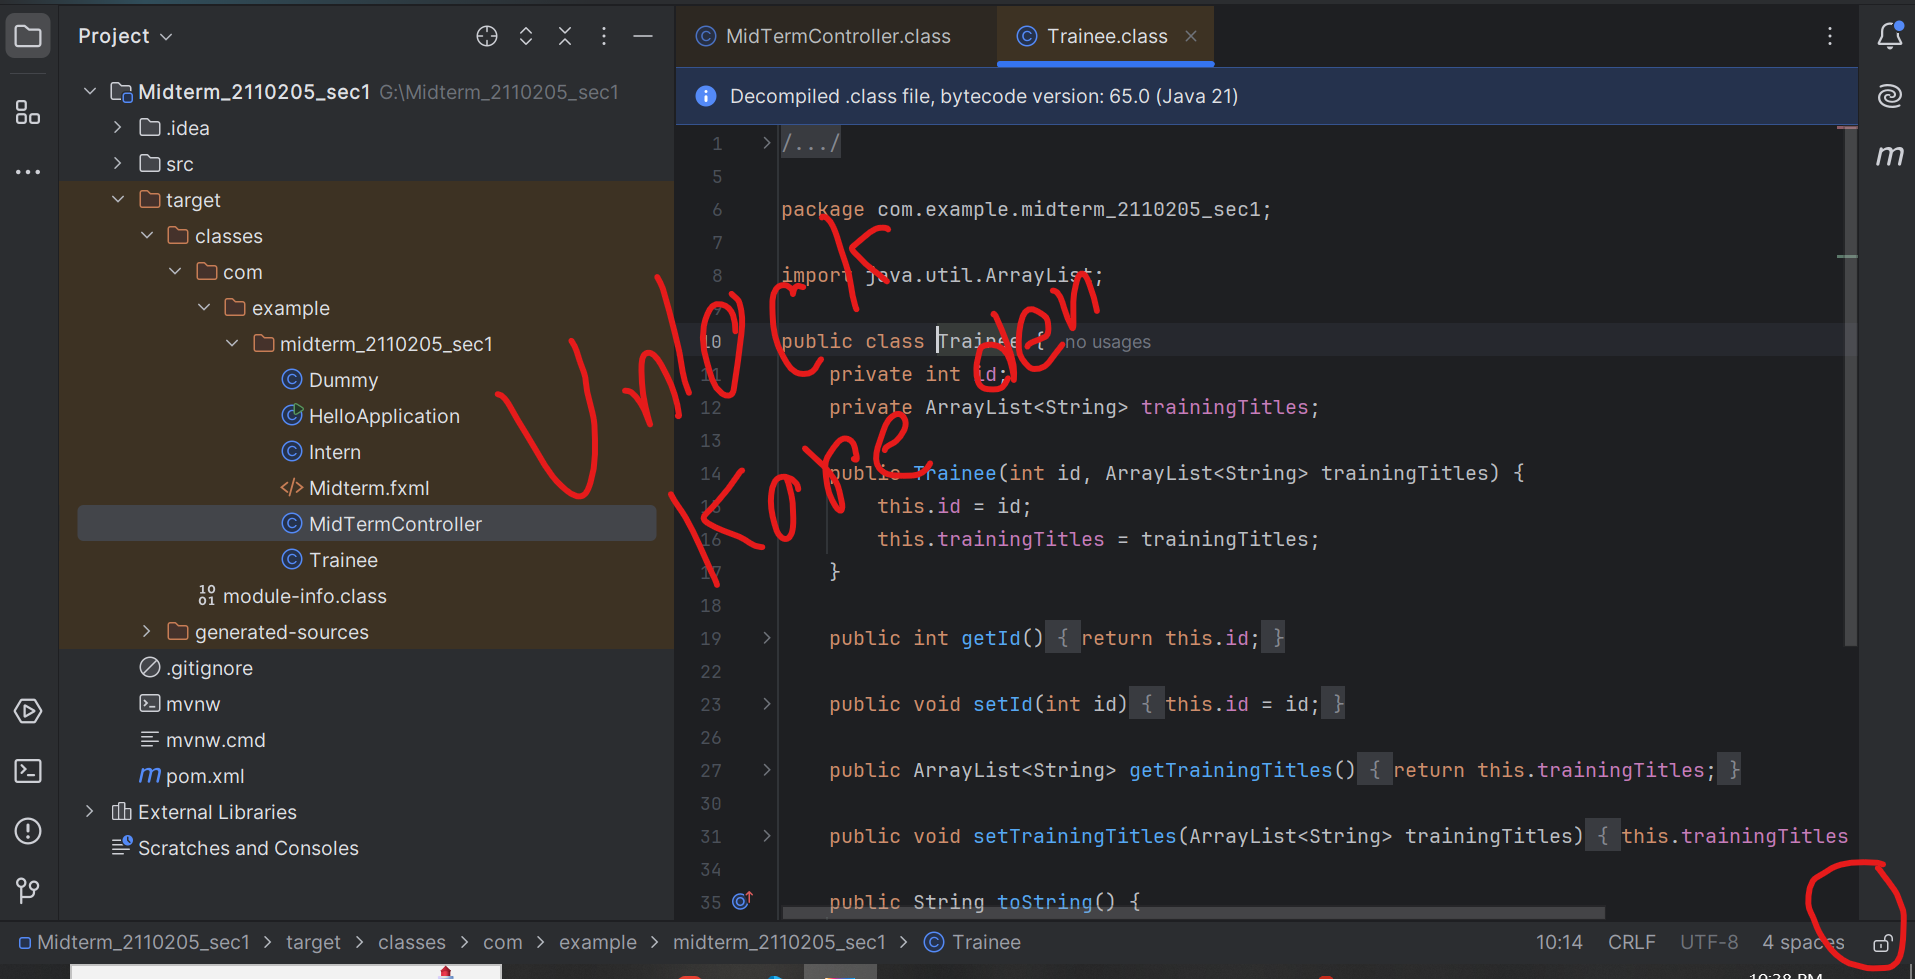 Project
MidTermController.class
Trainee.class
Midterm_2110205_sec1 G:\Midterm_2110205_sec1
.idea
src
target
classes
com
example
midterm_2110205_sec1
Dummy
HelloApplication
Intern
Midterm.fxml
MidTermController
Trainee
module-info.class
generated-sources
.gitignore
mvnw
mvnw.cmd
pom.xml
External Libraries
Scratches and Consoles
Decompiled .class file, bytecode version: 65.0 (Java 21)
1 /.../
5
6 package com.example.midterm_2110205_sec1;
7
8 import java.util.ArrayList;
9
10 public class Trainee { no usages
11 private int id;
12 private ArrayList<String> trainingTitles;
13
14 public Trainee(int id, ArrayList<String> trainingTitles) {
15 this.id = id;
16 this.trainingTitles = trainingTitles;
17 }
18
19 public int getId() { return this.id; }
22
23 public void setId(int id) { this.id = id; }
26
27 public ArrayList<String> getTrainingTitles() { return this.trainingTitles; }
30
31 public void setTrainingTitles(ArrayList<String> trainingTitles) { this.trainingTitles
34
35 public String toString() {
Unlock
Kore den
Midterm_2110205_sec1 > target > classes > com > example > midterm_2110205_sec1 > Trainee
10:14 CRLF UTF-8 4 spaces